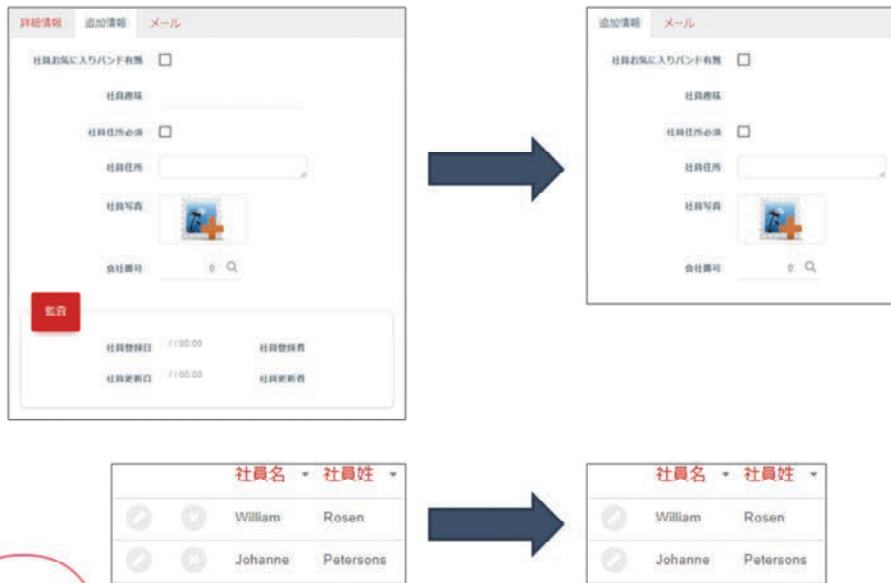 詳細情報 追加情報 メール
社員お気に入りバンド有無
社員趣味
社員住所必須
社員住所
社員写真
会社番号 0
監査
社員登録日 / / 00:00 社員登録者
社員更新日 / / 00:00 社員更新者
追加情報 メール
社員お気に入りバンド有無
社員趣味
社員住所必須
社員住所
社員写真
会社番号 0
社員名 社員姓
William Rosen
Johanne Petersons
社員名 社員姓
William Rosen
Johanne Petersons